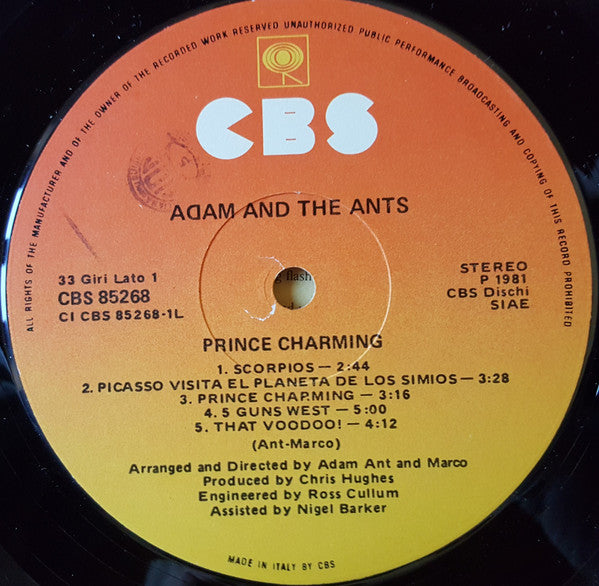 ALL RIGHTS OF THE MANUFACTURER AND OF THE OWNER OF THE RECORDED WORK RESERVED UNAUTHORIZED PUBLIC PERFORMANCE BROADCASTING AND COPYING OF THIS RECORD PROHIBITED
CBS
ADAM AND THE ANTS
33 Giri Lato 1
CBS 85268
CI CBS 85268-1L
flash
STEREO
P 1981
CBS Dischi
SIAE
PRINCE CHARMING
1. SCORPIOS — 2:44
2. PICASSO VISITA EL PLANETA DE LOS SIMIOS — 3:28
3. PRINCE CHARMING — 3:16
4. 5 GUNS WEST — 5:00
5. THAT VOODOO! — 4:12
(Ant-Marco)
Arranged and Directed by Adam Ant and Marco
Produced by Chris Hughes
Engineered by Ross Cullum
Assisted by Nigel Barker
MADE IN ITALY BY CBS